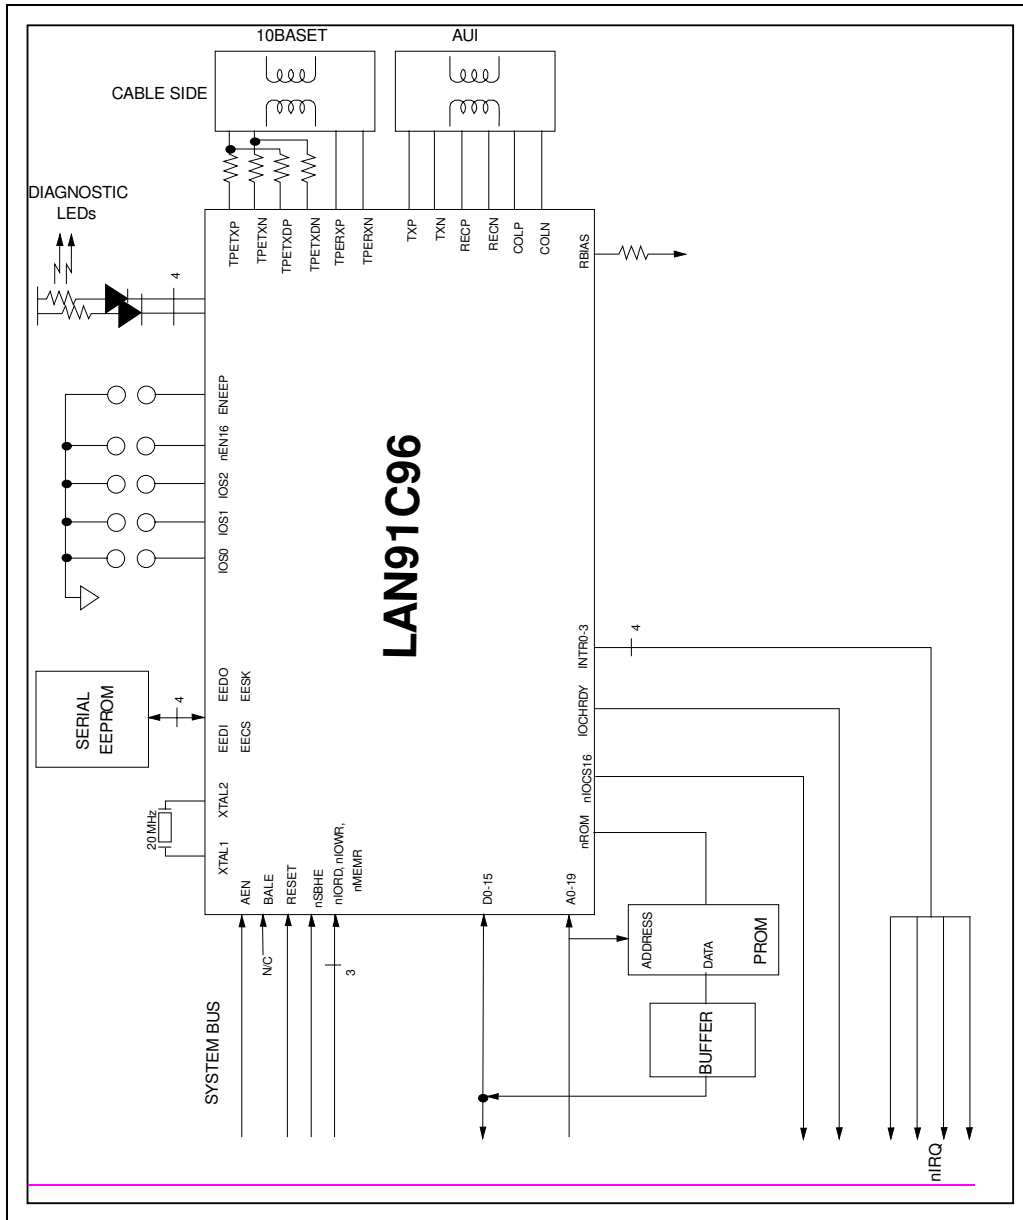 10BASET
AUI
CABLE SIDE
DIAGNOSTIC
LEDs
TPETXP
TPETXN
TPETXDP
TPETXDN
TPERXP
TPERXN
TXP
TXN
RECP
RECN
COLP
COLN
RBIAS
4
ENEEP
nEN16
IOS2
IOS1
IOS0
LAN91C96
SERIAL
EEPROM
4
EEDO
EESK
EEDI
EECS
20 MHz
XTAL2
XTAL1
INTR0-3
4
IOCHRDY
nIOCS16
nROM
AEN
BALE
RESET
nSBHE
nIORD, nIOWR,
nMEMR
D0-15
A0-19
N/C
3
SYSTEM BUS
ADDRESS
DATA
PROM
BUFFER
nIRQ